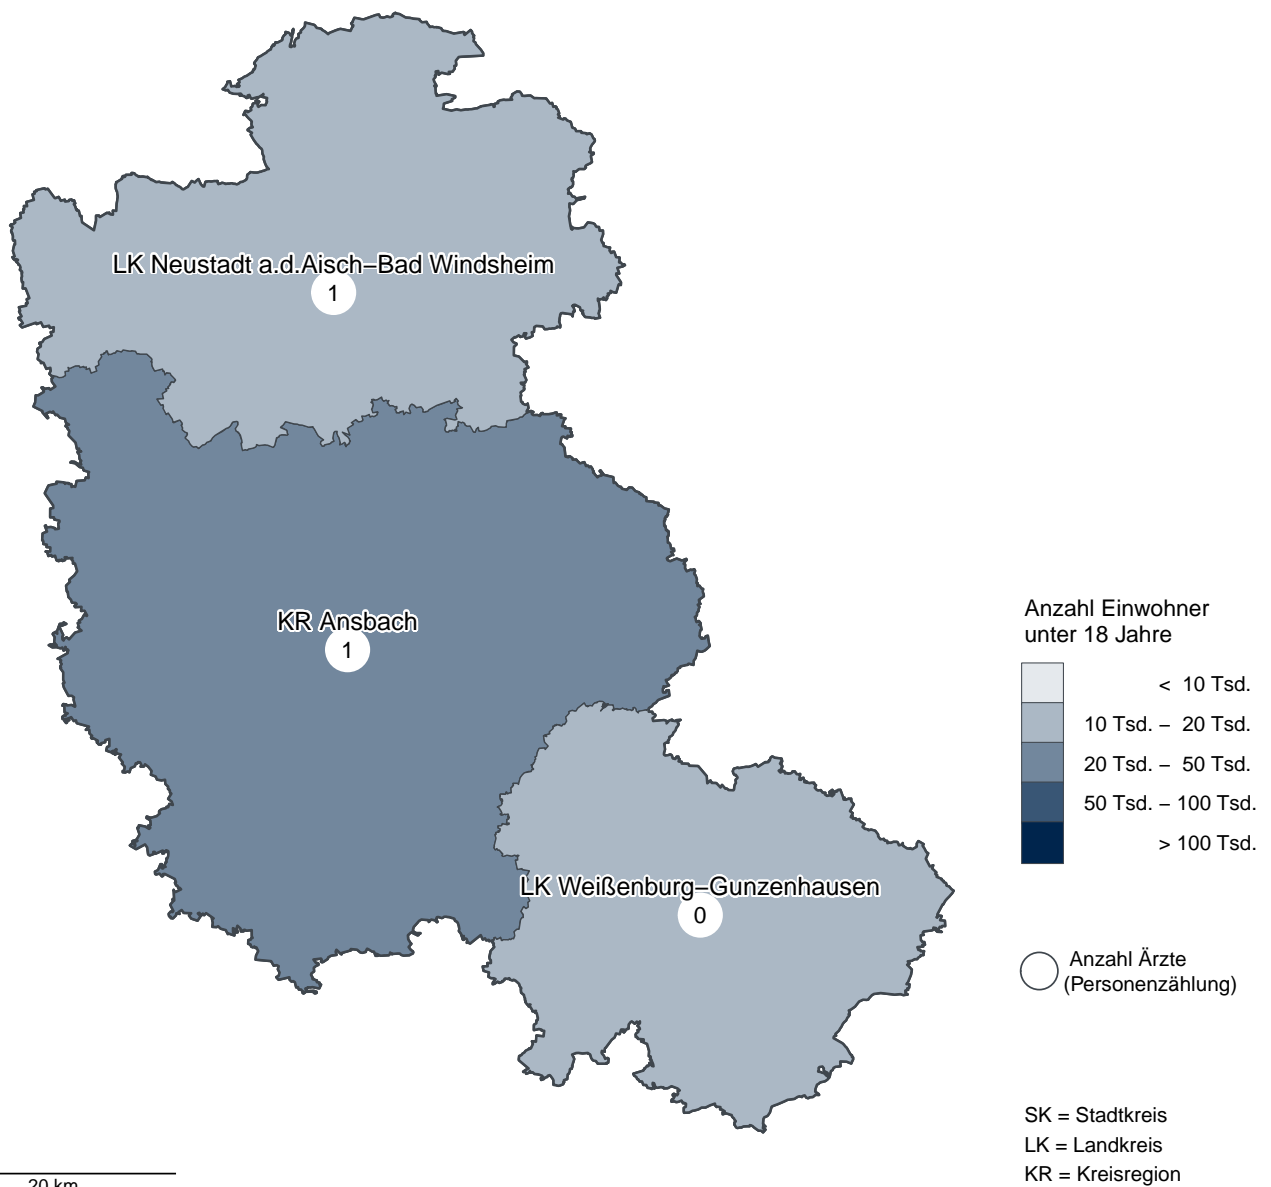 LK Neustadt a.d.Aisch–Bad Windsheim
1
KR Ansbach
1
LK Weißenburg–Gunzenhausen
0
Anzahl Einwohner
unter 18 Jahre
< 10 Tsd.
10 Tsd. – 20 Tsd.
20 Tsd. – 50 Tsd.
50 Tsd. – 100 Tsd.
> 100 Tsd.
Anzahl Ärzte
(Personenzählung)
SK = Stadtkreis
LK = Landkreis
KR = Kreisregion
20 km